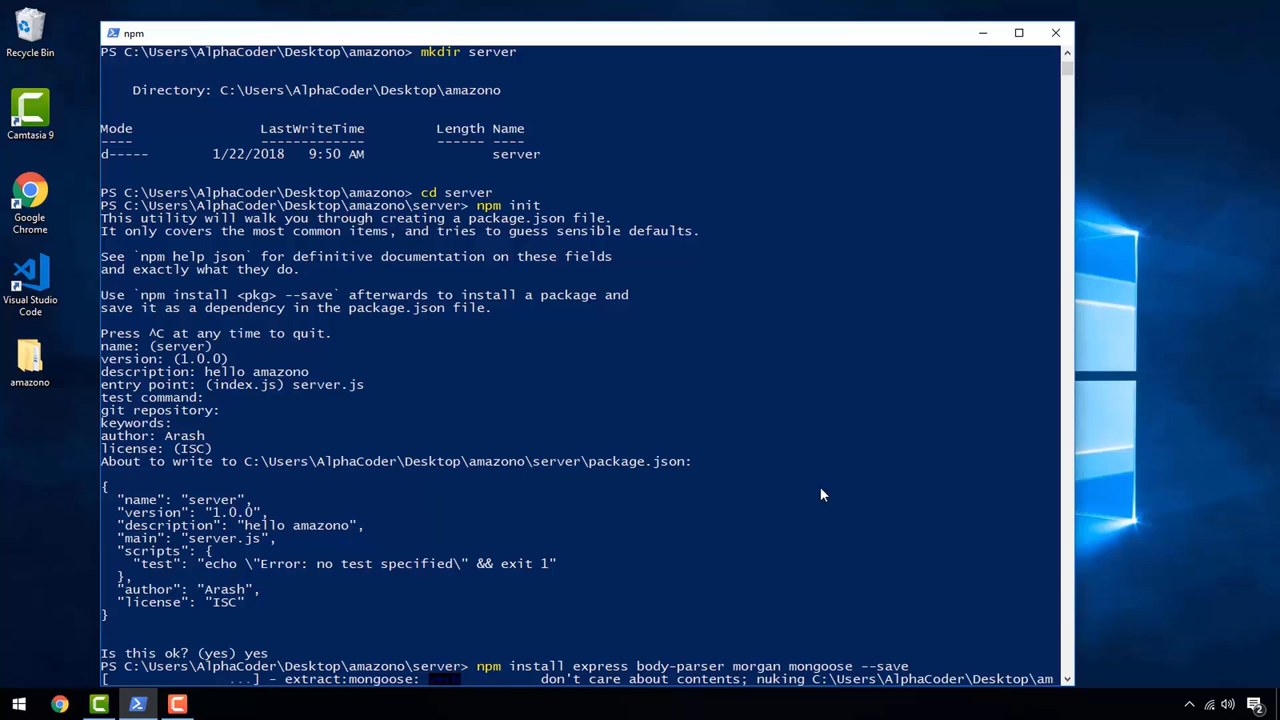 Recycle Bin
Camtasia 9
Google
Chrome
Visual Studio
Code
amazono
npm
PS C:\Users\AlphaCoder\Desktop\amazono> mkdir server
Directory: C:\Users\AlphaCoder\Desktop\amazono
Mode LastWriteTime Length Name
---- ------------- ------ ----
d----- 1/22/2018 9:50 AM server
PS C:\Users\AlphaCoder\Desktop\amazono> cd server
PS C:\Users\AlphaCoder\Desktop\amazono\server> npm init
This utility will walk you through creating a package.json file.
It only covers the most common items, and tries to guess sensible defaults.
See `npm help json` for definitive documentation on these fields
and exactly what they do.
Use `npm install <pkg> --save` afterwards to install a package and
save it as a dependency in the package.json file.
Press ^C at any time to quit.
name: (server)
version: (1.0.0)
description: hello amazono
entry point: (index.js) server.js
test command:
git repository:
keywords:
author: Arash
license: (ISC)
About to write to C:\Users\AlphaCoder\Desktop\amazono\server\package.json:
{
"name": "server",
"version": "1.0.0",
"description": "hello amazono",
"main": "server.js",
"scripts": {
"test": "echo \"Error: no test specified\" && exit 1"
},
"author": "Arash",
"license": "ISC"
}
Is this ok? (yes) yes
PS C:\Users\AlphaCoder\Desktop\amazono\server> npm install express body-parser morgan mongoose --save
[ ...] - extract:mongoose: don't care about contents; nuking C:\Users\AlphaCoder\Desktop\am
2